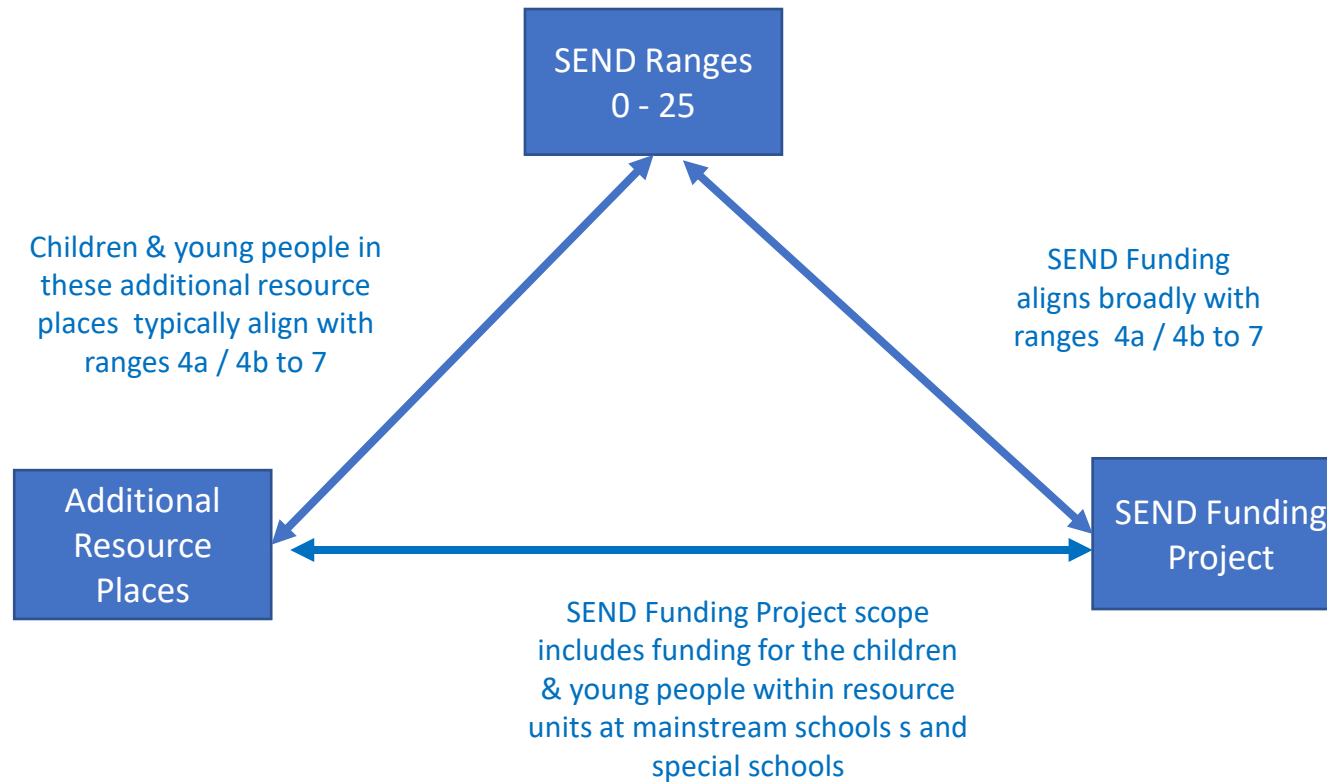 SEND Ranges
0 - 25
Children & young people in
these additional resource
places typically align with
ranges 4a / 4b to 7
SEND Funding
aligns broadly with
ranges 4a / 4b to 7
Additional
Resource
Places
SEND Funding
Project
SEND Funding Project scope
includes funding for the children
& young people within resource
units at mainstream schools s and
special schools